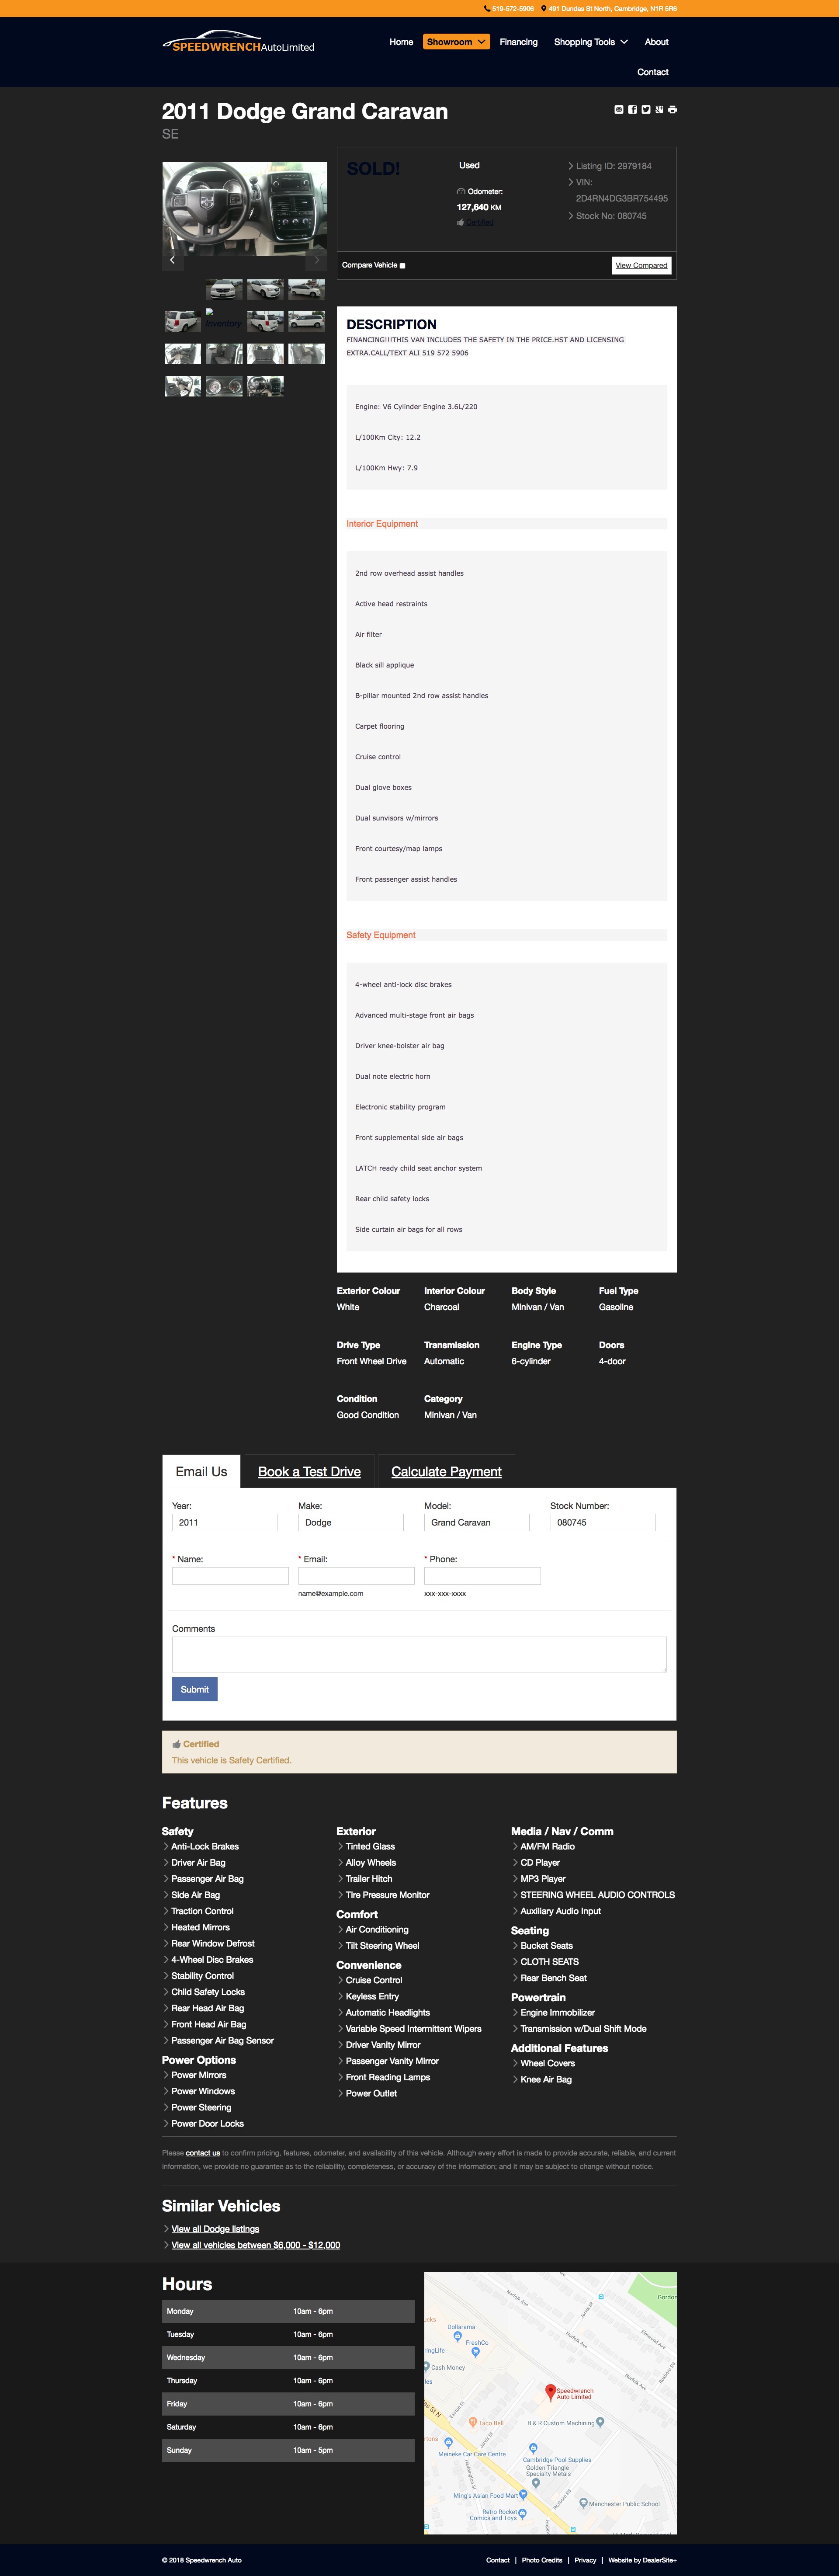 519-572-5906 491 Dundas St North, Cambridge, N1R 5R6
SPEEDWRENCHAutoLimited
Home Showroom Financing Shopping Tools About
Contact
2011 Dodge Grand Caravan
SE
SOLD!
Used
Odometer:
127,640 KM
Certified
Listing ID: 2979184
VIN:
2D4RN4DG3BR754495
Stock No: 080745
Compare Vehicle
View Compared
Inventory
DESCRIPTION
FINANCING!!!THIS VAN INCLUDES THE SAFETY IN THE PRICE.HST AND LICENSING
EXTRA.CALL/TEXT ALI 519 572 5906
Engine: V6 Cylinder Engine 3.6L/220
L/100Km City: 12.2
L/100Km Hwy: 7.9
Interior Equipment
2nd row overhead assist handles
Active head restraints
Air filter
Black sill applique
B-pillar mounted 2nd row assist handles
Carpet flooring
Cruise control
Dual glove boxes
Dual sunvisors w/mirrors
Front courtesy/map lamps
Front passenger assist handles
Safety Equipment
4-wheel anti-lock disc brakes
Advanced multi-stage front air bags
Driver knee-bolster air bag
Dual note electric horn
Electronic stability program
Front supplemental side air bags
LATCH ready child seat anchor system
Rear child safety locks
Side curtain air bags for all rows
Exterior Colour Interior Colour Body Style Fuel Type
White Charcoal Minivan / Van Gasoline
Drive Type Transmission Engine Type Doors
Front Wheel Drive Automatic 6-cylinder 4-door
Condition Category
Good Condition Minivan / Van
Email Us Book a Test Drive Calculate Payment
Year: Make: Model: Stock Number:
2011 Dodge Grand Caravan 080745
* Name: * Email: * Phone:
name@example.com xxx-xxx-xxxx
Comments
Submit
Certified
This vehicle is Safety Certified.
Features
Safety
Anti-Lock Brakes
Driver Air Bag
Passenger Air Bag
Side Air Bag
Traction Control
Heated Mirrors
Rear Window Defrost
4-Wheel Disc Brakes
Stability Control
Child Safety Locks
Rear Head Air Bag
Front Head Air Bag
Passenger Air Bag Sensor
Power Options
Power Mirrors
Power Windows
Power Steering
Power Door Locks
Exterior
Tinted Glass
Alloy Wheels
Trailer Hitch
Tire Pressure Monitor
Comfort
Air Conditioning
Tilt Steering Wheel
Convenience
Cruise Control
Keyless Entry
Automatic Headlights
Variable Speed Intermittent Wipers
Driver Vanity Mirror
Passenger Vanity Mirror
Front Reading Lamps
Power Outlet
Media / Nav / Comm
AM/FM Radio
CD Player
MP3 Player
STEERING WHEEL AUDIO CONTROLS
Auxiliary Audio Input
Seating
Bucket Seats
CLOTH SEATS
Rear Bench Seat
Powertrain
Engine Immobilizer
Transmission w/Dual Shift Mode
Additional Features
Wheel Covers
Knee Air Bag
Please contact us to confirm pricing, features, odometer, and availability of this vehicle. Although every effort is made to provide accurate, reliable, and current
information, we provide no guarantee as to the reliability, completeness, or accuracy of the information; and it may be subject to change without notice.
Similar Vehicles
View all Dodge listings
View all vehicles between $6,000 - $12,000
Hours
Monday 10am - 6pm
Tuesday 10am - 6pm
Wednesday 10am - 6pm
Thursday 10am - 6pm
Friday 10am - 6pm
Saturday 10am - 6pm
Sunday 10am - 5pm
Gordon
Norfolk Ave
Jarvis St
Elmwood Ave
Dollarama
FreshCo
Cash Money
Speedwrench
Auto Limited
Taco Bell
B & R Custom Machining
Meineke Car Care Centre
Cambridge Pool Supplies
Golden Triangle
Specialty Metals
Ming's Asian Food Mart
Manchester Public School
Retro Rocket
Comics and Toys
© 2018 Speedwrench Auto
Contact | Photo Credits | Privacy | Website by DealerSite+